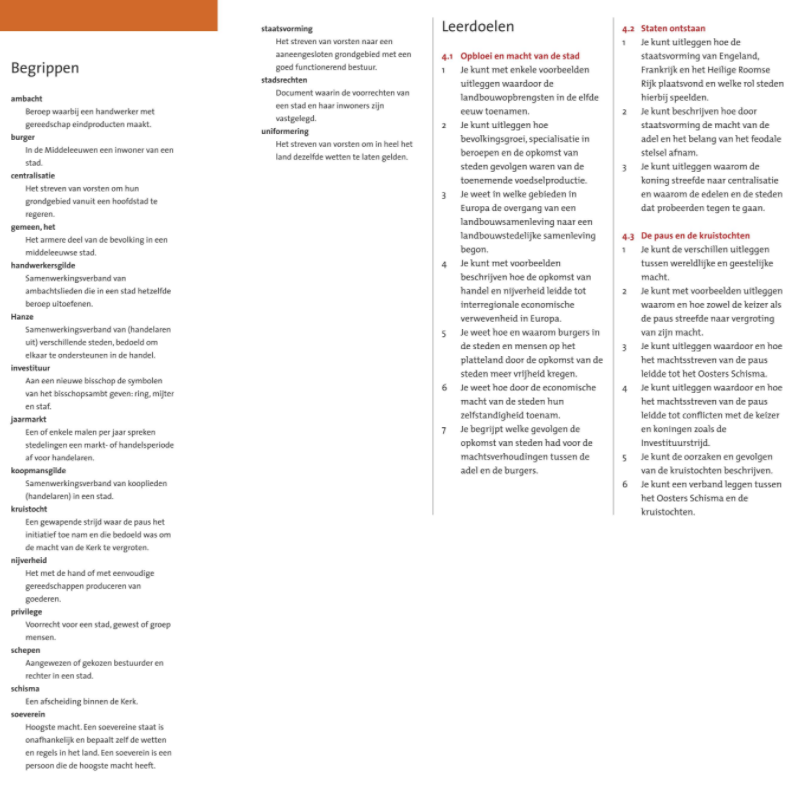 Begrippen
ambacht
Beroep waarbij een handwerker met
gereedschap eindproducten maakt.
burger
In de Middeleeuwen een inwoner van een
stad.
centralisatie
Het streven van vorsten om hun
grondgebied vanuit een hoofdstad te
regeren.
gemeen, het
Het armere deel van de bevolking in een
middeleeuwse stad.
handwerkersgilde
Samenwerkingsverband van
ambachtslieden die in een stad hetzelfde
beroep uitoefenen.
Hanze
Samenwerkingsverband van (handelaren
uit) verschillende steden, bedoeld om
elkaar te ondersteunen in de handel.
investituur
Aan een nieuwe bisschop de symbolen
van het bisschopsambt geven: ring, mijter
en staf.
jaarmarkt
Een of enkele malen per jaar spreken
stedelingen een markt- of handelsperiode
af voor handelaren.
koopmansgilde
Samenwerkingsverband van kooplieden
(handelaren) in een stad.
kruistocht
Een gewapende strijd waar de paus het
initiatief toe nam en die bedoeld was om
de macht van de Kerk te vergroten.
nijverheid
Het met de hand of met eenvoudige
gereedschappen produceren van
goederen.
privilege
Voorrecht voor een stad, gewest of groep
mensen.
schepen
Aangewezen of gekozen bestuurder en
rechter in een stad.
schisma
Een afscheiding binnen de Kerk.
soeverein
Hoogste macht. Een soevereine staat is
onafhankelijk en bepaalt zelf de wetten
en regels in het land. Een soeverein is een
persoon die de hoogste macht heeft.
staatsvorming
Het streven van vorsten naar een
aaneengesloten grondgebied met een
goed functionerend bestuur.
stadsrechten
Document waarin de voorrechten van
een stad en haar inwoners zijn
vastgelegd.
uniformering
Het streven van vorsten om in heel het
land dezelfde wetten te laten gelden.
Leerdoelen
4.1 Opbloei en macht van de stad
1 Je kunt met enkele voorbeelden
uitleggen waardoor de
landbouwopbrengsten in de elfde
eeuw toenamen.
2 Je kunt uitleggen hoe
bevolkingsgroei, specialisatie in
beroepen en de opkomst van
steden gevolgen waren van de
toenemende voedselproductie.
3 Je weet in welke gebieden in
Europa de overgang van een
landbouwsamenleving naar een
landbouwstedelijke samenleving
begon.
4 Je kunt met voorbeelden
beschrijven hoe de opkomst van
handel en nijverheid leidde tot
interregionale economische
verwevenheid in Europa.
5 Je weet hoe en waarom burgers in
de steden en mensen op het
platteland door de opkomst van de
steden meer vrijheid kregen.
6 Je weet hoe door de economische
macht van de steden hun
zelfstandigheid toenam.
7 Je begrijpt welke gevolgen de
opkomst van steden had voor de
machtsverhoudingen tussen de
adel en de burgers.
4.2 Staten ontstaan
1 Je kunt uitleggen hoe de
staatsvorming van Engeland,
Frankrijk en het Heilige Roomse
Rijk plaatsvond en welke rol steden
hierbij speelden.
2 Je kunt beschrijven hoe door
staatsvorming de macht van de
adel en het belang van het feodale
stelsel afnam.
3 Je kunt uitleggen waarom de
koning streefde naar centralisatie
en waarom de edelen en de steden
dat probeerden tegen te gaan.
4.3 De paus en de kruistochten
1 Je kunt de verschillen uitleggen
tussen wereldlijke en geestelijke
macht.
2 Je kunt met voorbeelden uitleggen
waarom en hoe zowel de keizer als
de paus streefde naar vergroting
van zijn macht.
3 Je kunt uitleggen waardoor en hoe
het machtsstreven van de paus
leidde tot het Oosters Schisma.
4 Je kunt uitleggen waardoor en hoe
het machtsstreven van de paus
leidde tot conflicten met de keizer
en koningen zoals de
Investituurstrijd.
5 Je kunt de oorzaken en gevolgen
van de kruistochten beschrijven.
6 Je kunt een verband leggen tussen
het Oosters Schisma en de
kruistochten.